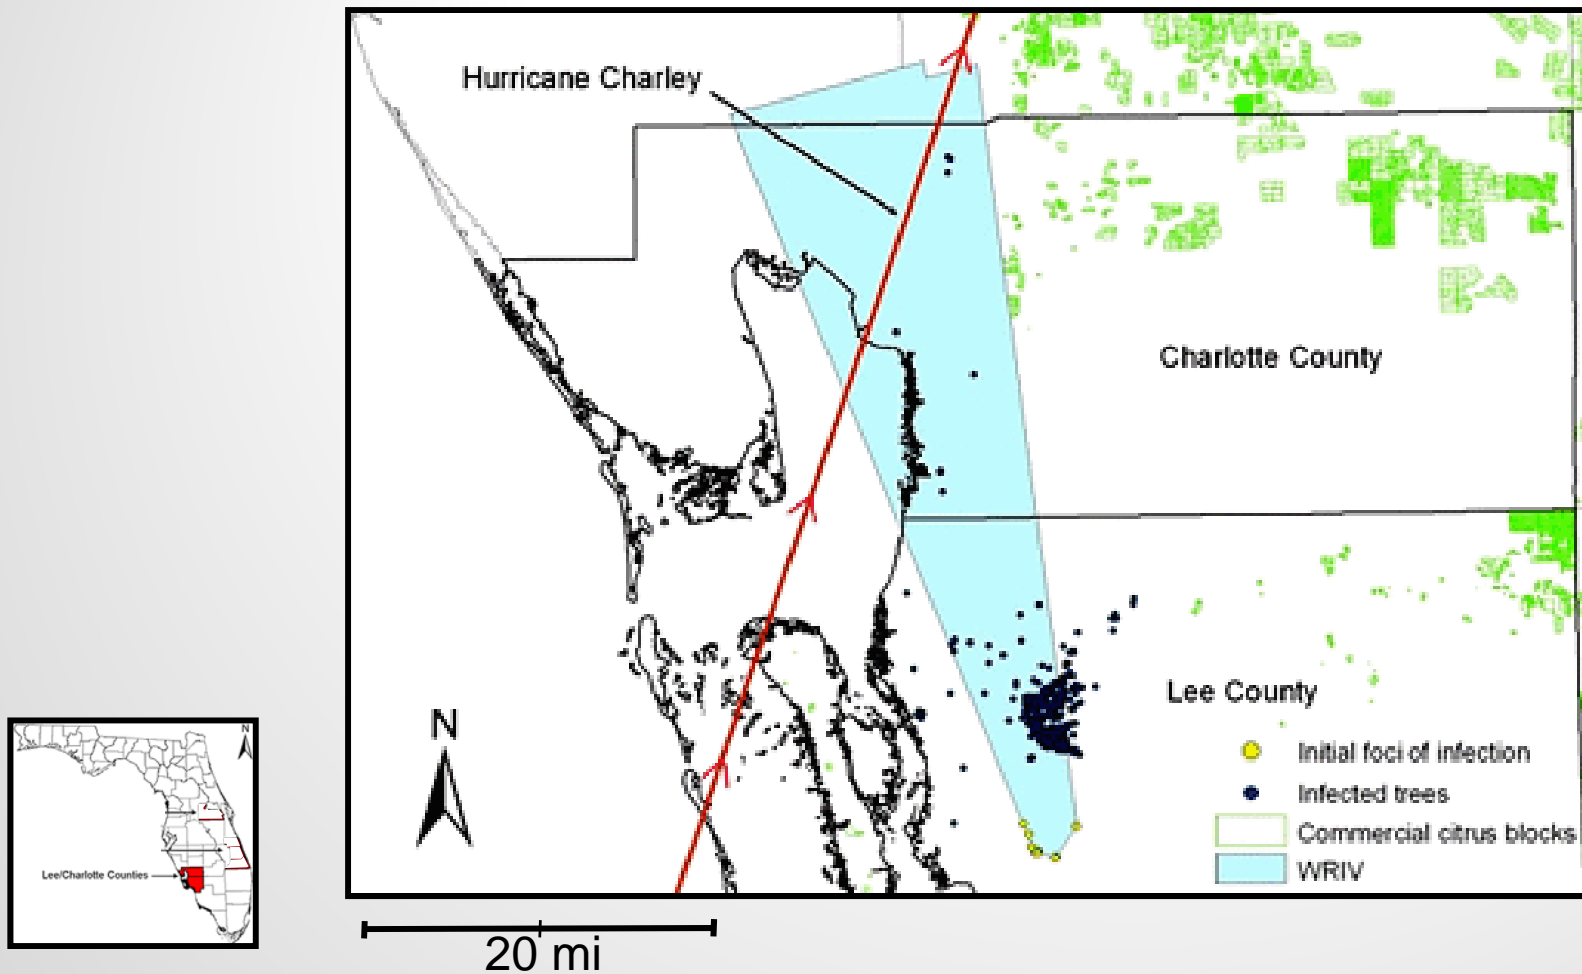 Hurricane Charley
Charlotte County
Lee County
N
Initial foci of infection
Infected trees
Commercial citrus blocks
WRIV
N
Lee/Charlotte Counties
20 mi